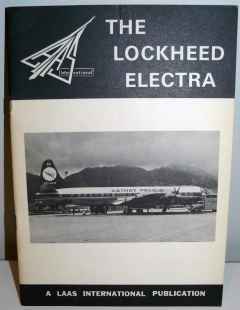 THE
LOCKHEED
ELECTRA
International
CATHAY PACIFIC
A LAAS INTERNATIONAL PUBLICATION